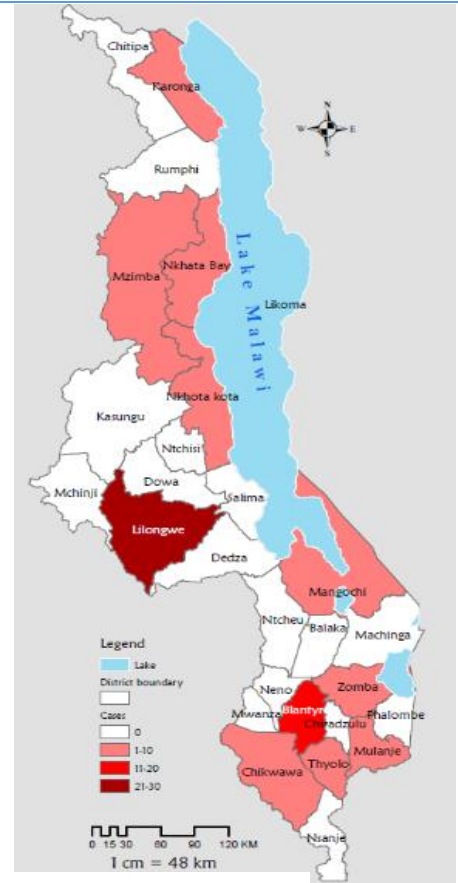 Chitipa
Karonga
N
W E
S
Rumphi
Lake Malawi
Nkhata Bay
Mzimba
Likoma
Nkhota kota
Kasungu
Ntchisi
Dowa
Mchinji
Salima
Lilongwe
Dedza
Mangochi
Ntcheu
Balaka
Machinga
Legend
Lake
District boundary
Cases
0
1-10
11-20
21-30
Neno
Zomba
Blantyre
Mwanza
Chiradzulu
Phalombe
Mulanje
Thyolo
Chikwawa
Nsanje
0 15 30 60 90 120 KM
1 cm = 48 km